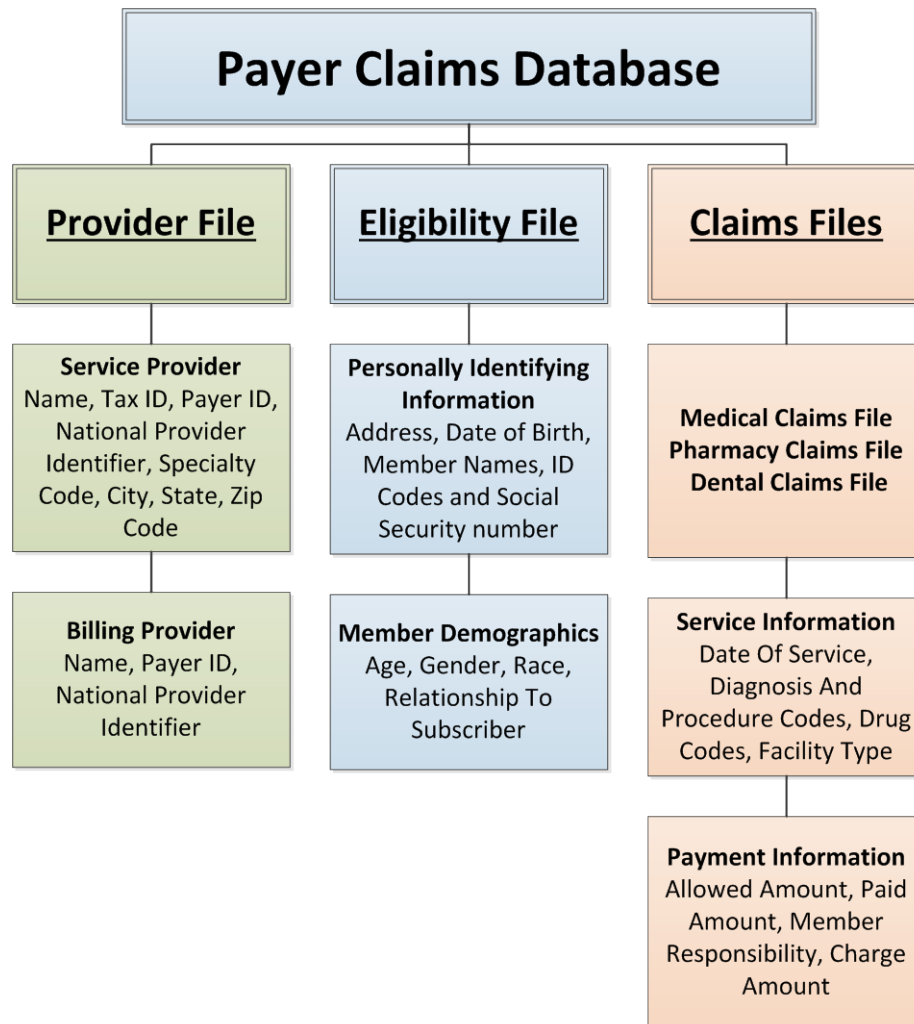 Payer Claims Database
Provider File
Service Provider
Name, Tax ID, Payer ID,
National Provider
Identifier, Specialty
Code, City, State, Zip
Code
Billing Provider
Name, Payer ID,
National Provider
Identifier
Eligibility File
Personally Identifying
Information
Address, Date of Birth,
Member Names, ID
Codes and Social
Security number
Member Demographics
Age, Gender, Race,
Relationship To
Subscriber
Claims Files
Medical Claims File
Pharmacy Claims File
Dental Claims File
Service Information
Date Of Service,
Diagnosis And
Procedure Codes, Drug
Codes, Facility Type
Payment Information
Allowed Amount, Paid
Amount, Member
Responsibility, Charge
Amount